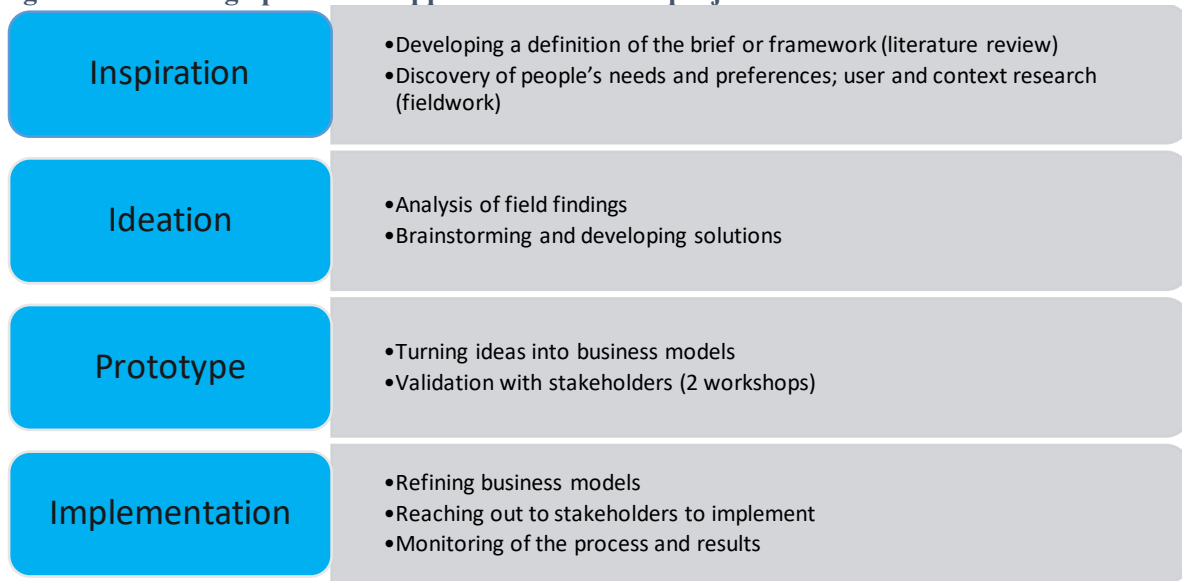 Inspiration
•Developing a definition of the brief or framework (literature review)
•Discovery of people's needs and preferences; user and context research
(fieldwork)
Ideation
•Analysis of field findings
•Brainstorming and developing solutions
Prototype
•Turning ideas into business models
•Validation with stakeholders (2 workshops)
Implementation
•Refining business models
•Reaching out to stakeholders to implement
•Monitoring of the process and results